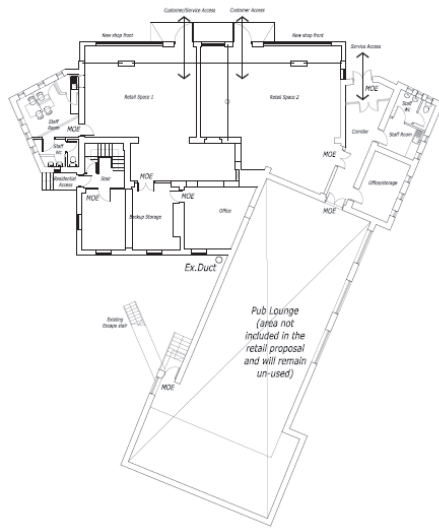 Customer/Service Access
Customer Access
New shop front
New shop front
Service Access
Retail Space 1
Retail Space 2
MOE
Staff
Room
MOE
Staff
Wc
Staff
Wc
Corridor
Staff Room
MOE
Residential
Access
Stair
MOE
MOE
MOE
Office/storage
MOE
Backup Storage
Office
Ex.Duct
Existing
Escape stair
MOE
Pub Lounge
(area not
included in the
retail proposal
and will remain
un-used)